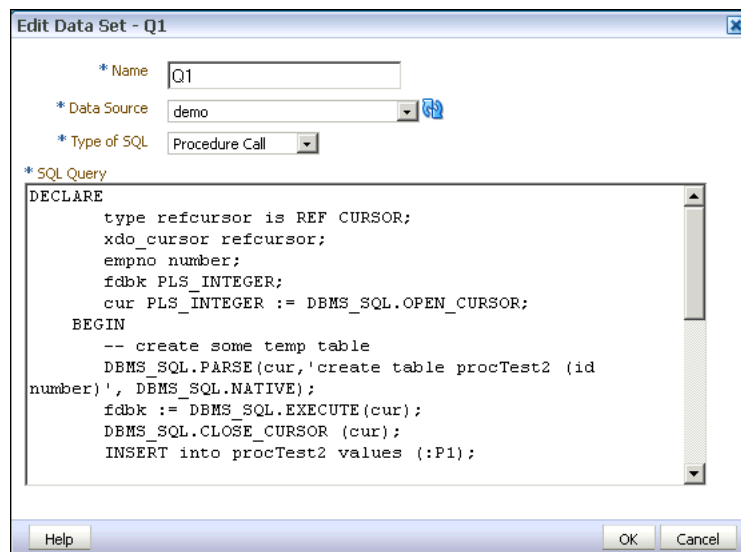 Edit Data Set - Q1
* Name Q1
* Data Source demo
* Type of SQL Procedure Call
* SQL Query
DECLARE
type refcursor is REF CURSOR;
xdo_cursor refcursor;
empno number;
fdbk PLS_INTEGER;
cur PLS_INTEGER := DBMS_SQL.OPEN_CURSOR;
BEGIN
-- create some temp table
DBMS_SQL.PARSE(cur,'create table procTest2 (id
number)', DBMS_SQL.NATIVE);
fdbk := DBMS_SQL.EXECUTE(cur);
DBMS_SQL.CLOSE_CURSOR (cur);
INSERT into procTest2 values (:P1);
Help OK Cancel